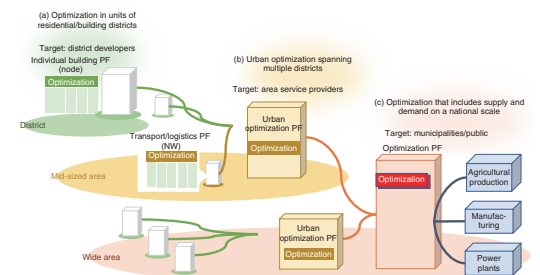 (a) Optimization in units of
residential/building districts
Target: district developers
Individual building PF
(node)
Optimization
District
(b) Urban optimization spanning
multiple districts
Target: area service providers
Urban
optimization PF
Optimization
Transport/logistics PF
(NW)
Optimization
Mid-sized area
(c) Optimization that includes supply and
demand on a national scale
Target: municipalities/public
Optimization PF
Optimization
Agricultural
production
Manufac-
turing
Power
plants
Urban
optimization PF
Optimization
Wide area